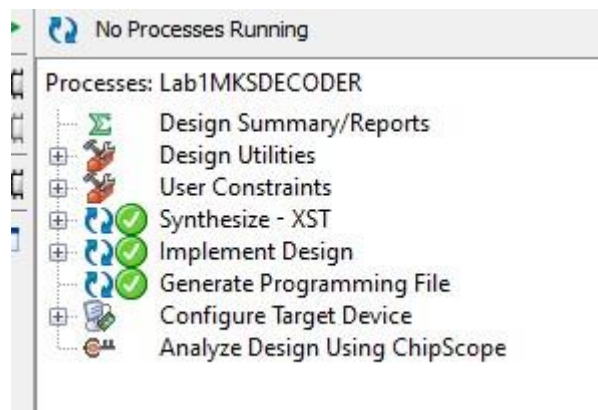 No Processes Running
Processes: Lab1MKSDECODER
Design Summary/Reports
Design Utilities
User Constraints
Synthesize - XST
Implement Design
Generate Programming File
Configure Target Device
Analyze Design Using ChipScope